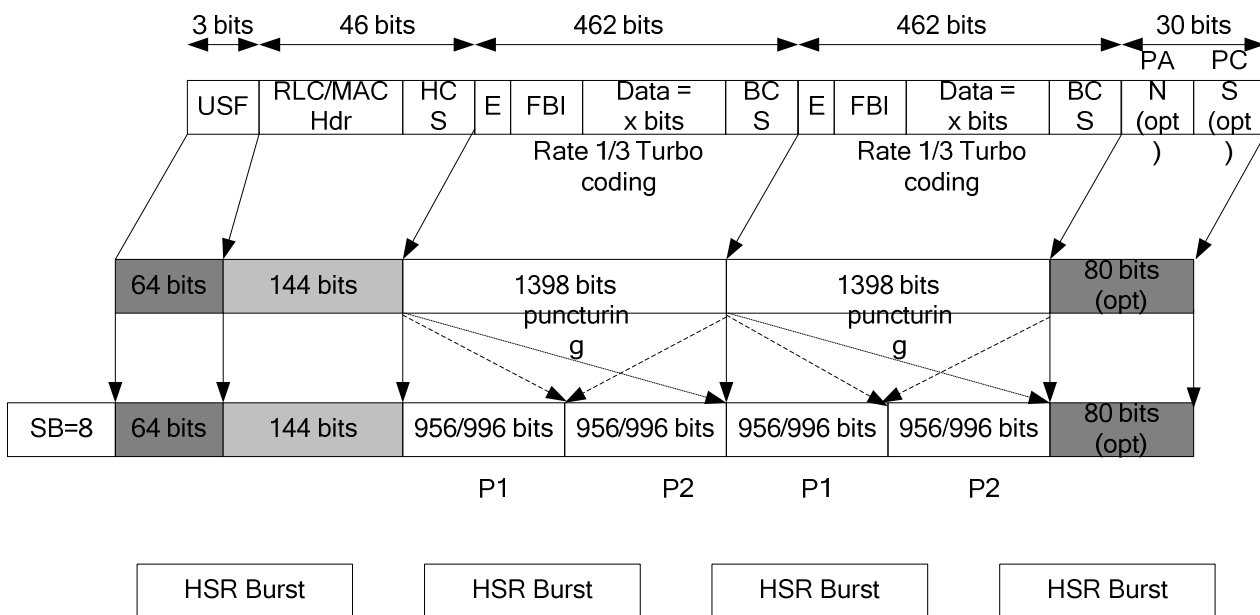 3 bits 46 bits 462 bits 462 bits 30 bits
USF RLC/MAC Hdr HC S E FBI Data = x bits BC S E FBI Data = x bits BC S PA N (opt ) PC S (opt )
Rate 1/3 Turbo coding Rate 1/3 Turbo coding
64 bits 144 bits 1398 bits 1398 bits 80 bits (opt)
puncturin g puncturin g
SB=8 64 bits 144 bits 956/996 bits 956/996 bits 956/996 bits 956/996 bits 80 bits (opt)
P1 P2 P1 P2
HSR Burst HSR Burst HSR Burst HSR Burst